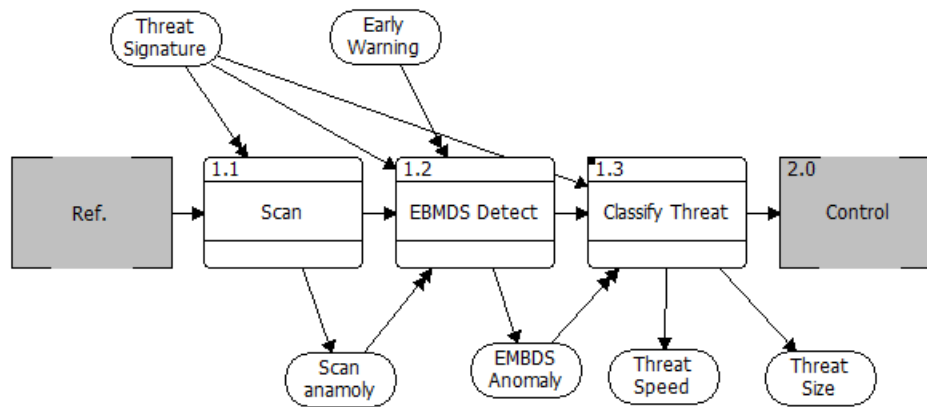 Threat
Signature
Early
Warning
1.1
1.2
1.3
2.0
Ref.
Scan
EBMDS Detect
Classify Threat
Control
Scan
anamoly
EMBDS
Anomaly
Threat
Speed
Threat
Size